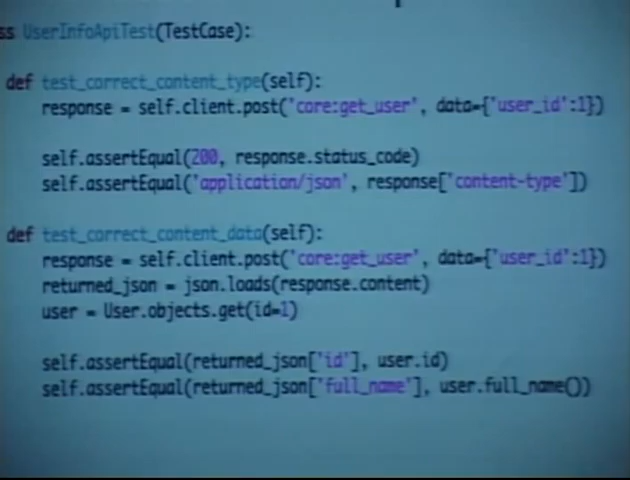 ss UserInfoApiTest(TestCase):
def test_correct_content_type(self):
response = self.client.post('core:get_user', data={'user_id':1})
self.assertEqual(200, response.status_code)
self.assertEqual('application/json', response['content-type'])
def test_correct_content_data(self):
response = self.client.post('core:get_user', data={'user_id':1})
returned_json = json.loads(response.content)
user = User.objects.get(id=1)
self.assertEqual(returned_json['id'], user.id)
self.assertEqual(returned_json['full_name'], user.full_name())